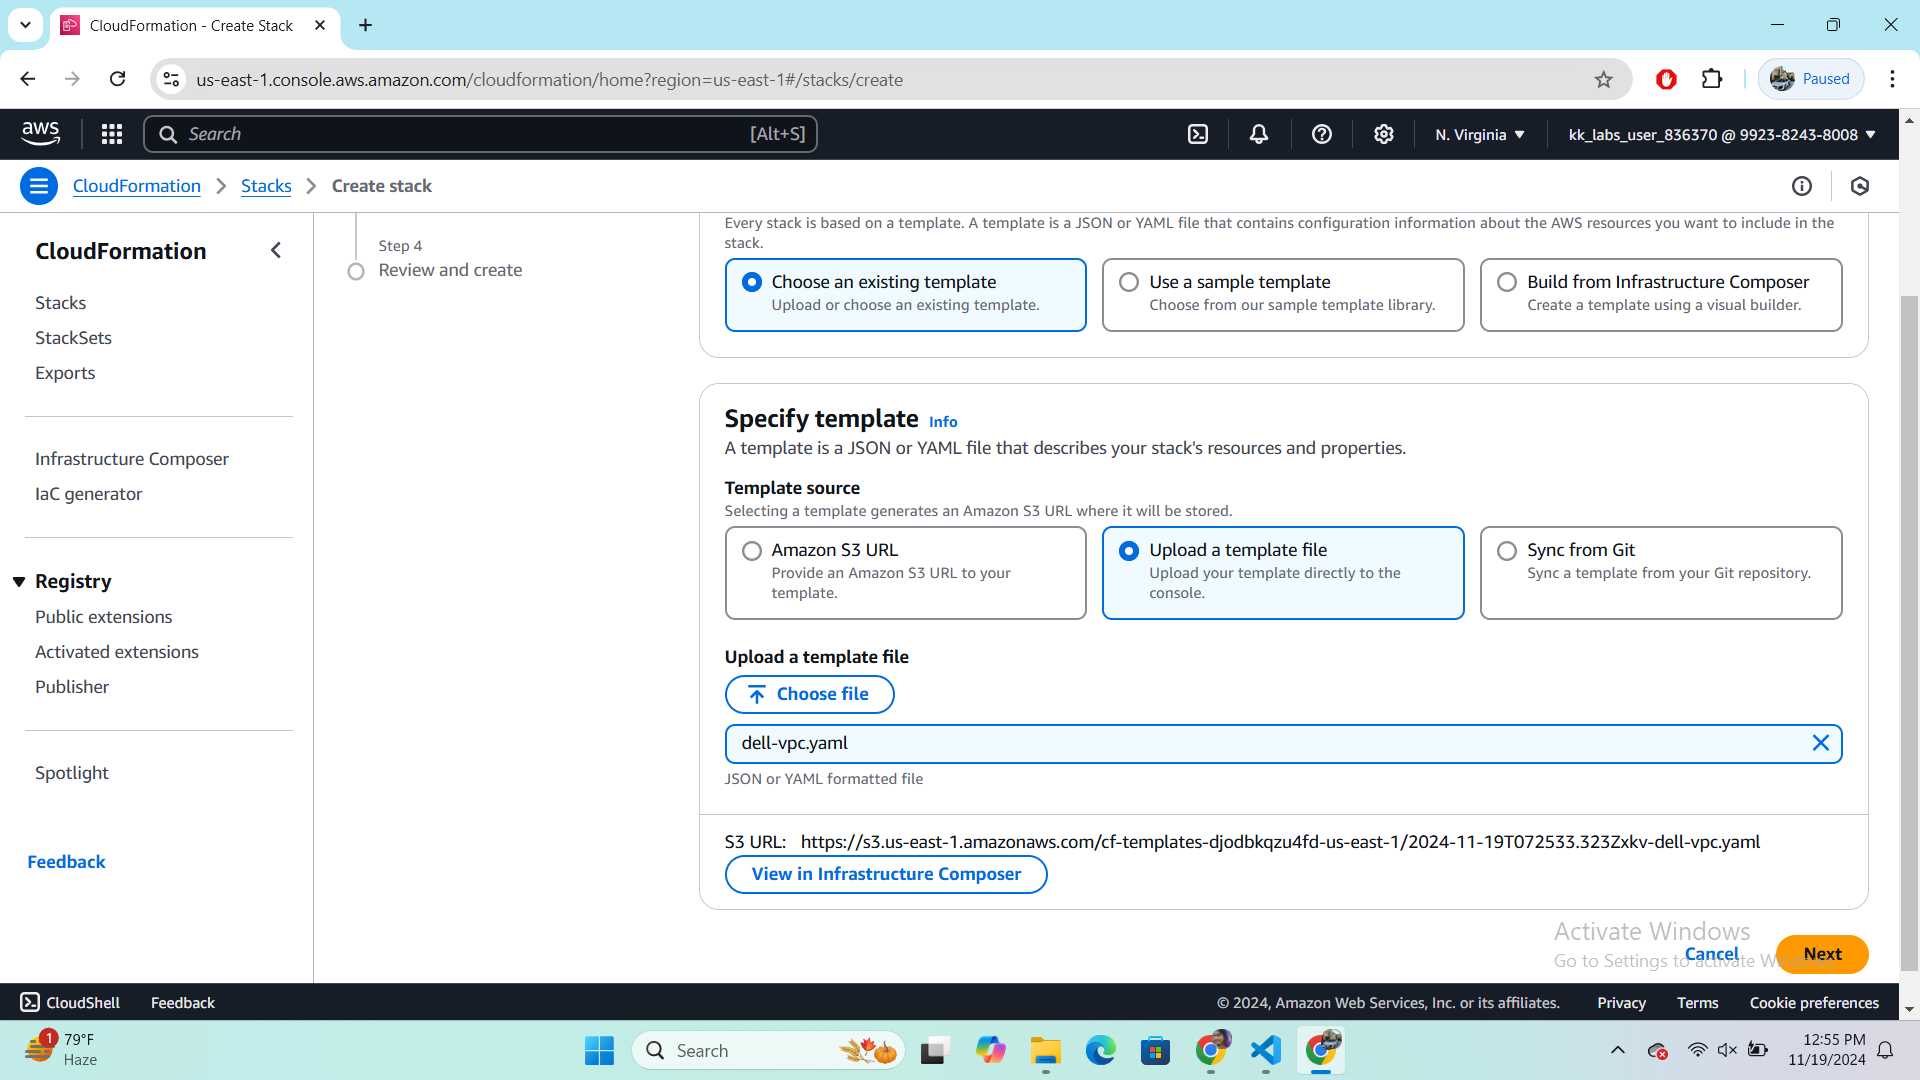 CloudFormation - Create Stack
us-east-1.console.aws.amazon.com/cloudformation/home?region=us-east-1#/stacks/create
Paused
aws
Search
[Alt+S]
N. Virginia
kk_labs_user_836370 @ 9923-8243-8008
CloudFormation
Stacks
Create stack
CloudFormation
Stacks
StackSets
Exports
Infrastructure Composer
IaC generator
Registry
Public extensions
Activated extensions
Publisher
Spotlight
Feedback
Step 4
Review and create
Every stack is based on a template. A template is a JSON or YAML file that contains configuration information about the AWS resources you want to include in the
stack.
Choose an existing template
Upload or choose an existing template.
Use a sample template
Choose from our sample template library.
Build from Infrastructure Composer
Create a template using a visual builder.
Specify template Info
A template is a JSON or YAML file that describes your stack's resources and properties.
Template source
Selecting a template generates an Amazon S3 URL where it will be stored.
Amazon S3 URL
Provide an Amazon S3 URL to your
template.
Upload a template file
Upload your template directly to the
console.
Sync from Git
Sync a template from your Git repository.
Upload a template file
Choose file
dell-vpc.yaml
JSON or YAML formatted file
S3 URL: https://s3.us-east-1.amazonaws.com/cf-templates-djodbkqzu4fd-us-east-1/2024-11-19T072533.323Zxkv-dell-vpc.yaml
View in Infrastructure Composer
Activate Windows
Go to Settings to activate
Cancel
Next
CloudShell
Feedback
© 2024, Amazon Web Services, Inc. or its affiliates.
Privacy
Terms
Cookie preferences
1
79°F
Haze
Search
12:55 PM
11/19/2024